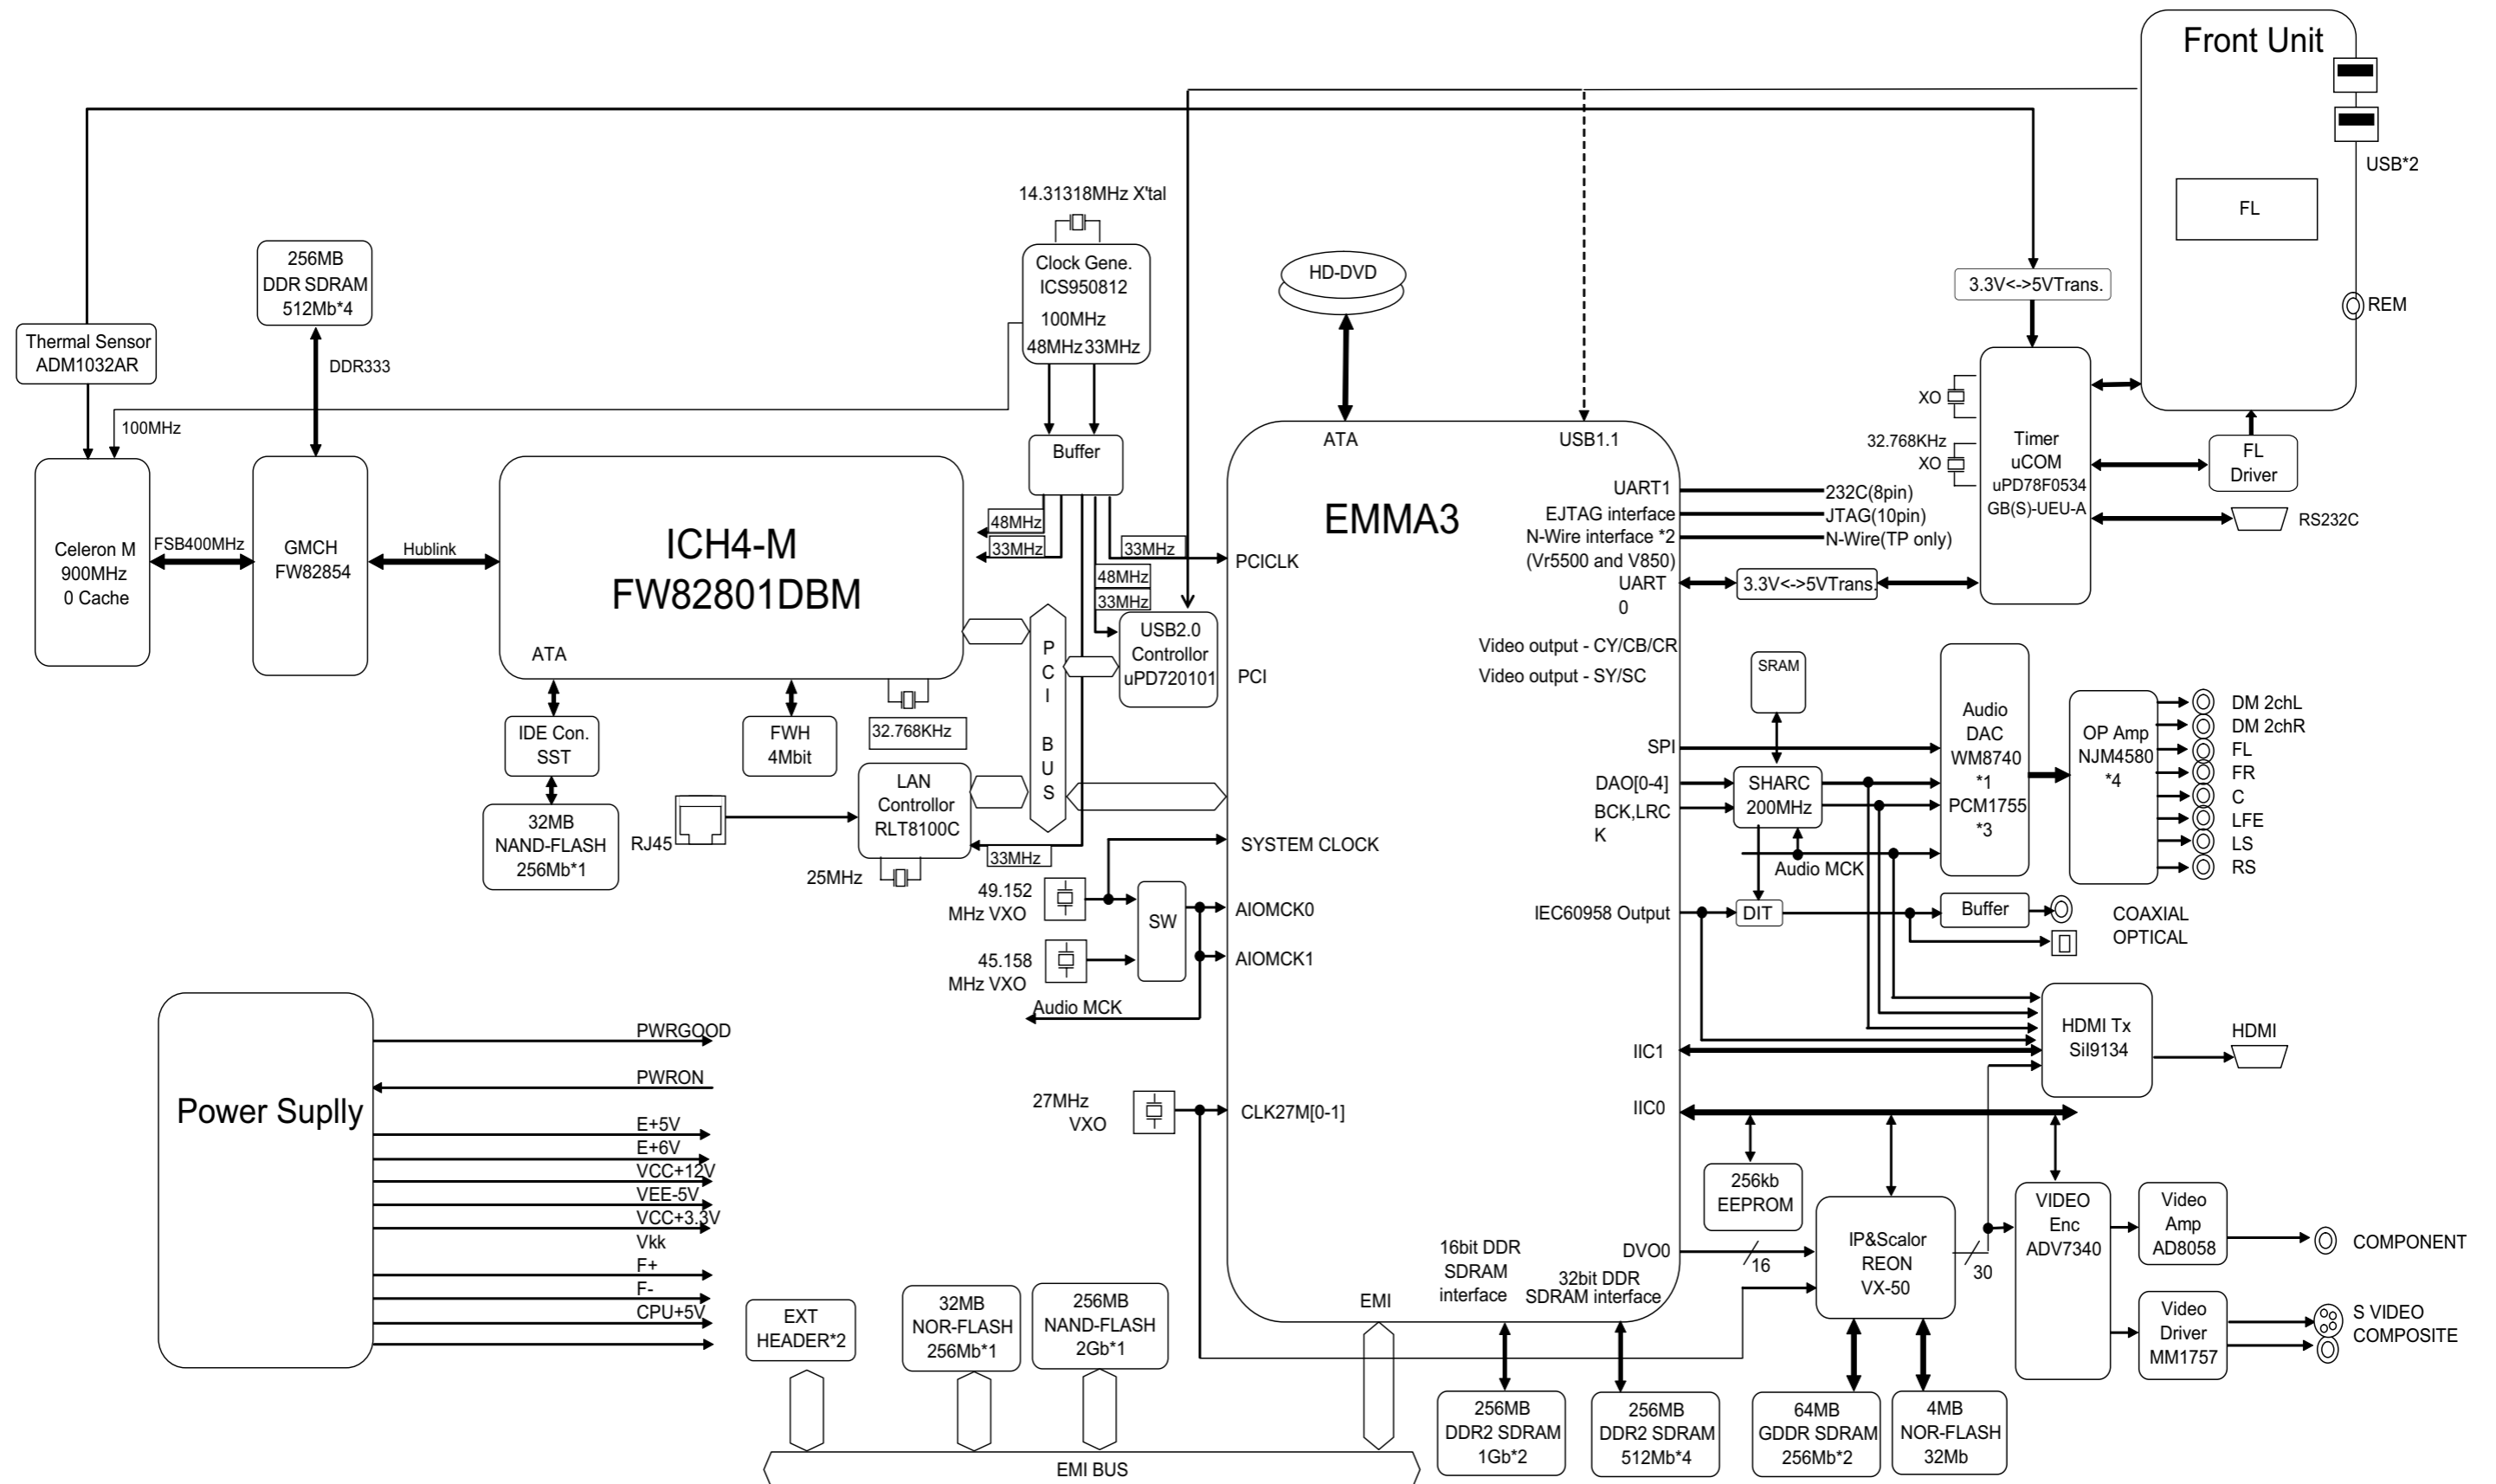 Front Unit
USB*2
FL
REM
14.31318MHz X'tal
Clock Gene.
ICS950812
100MHz
48MHz 33MHz
256MB
DDR SDRAM
512Mb*4
DDR333
Thermal Sensor
ADM1032AR
100MHz
HD-DVD
3.3V<->5VTrans.
Celeron M
900MHz
0 Cache
FSB400MHz
GMCH
FW82854
Hublink
ICH4-M
FW82801DBM
ATA
Buffer
48MHz
33MHz
33MHz
48MHz
33MHz
USB2.0
Controllor
uPD720101
PCI BUS
IDE Con.
SST
32MB
NAND-FLASH
256Mb*1
FWH
4Mbit
32.768KHz
LAN
Controllor
RLT8100C
RJ45
25MHz
33MHz
49.152
MHz VXO
45.158
MHz VXO
SW
Audio MCK
27MHz
VXO
EMMA3
ATA
USB1.1
PCICLK
PCI
SYSTEM CLOCK
AIOMCK0
AIOMCK1
CLK27M[0-1]
UART1
EJTAG interface
N-Wire interface *2
(Vr5500 and V850)
UART
0
Video output - CY/CB/CR
Video output - SY/SC
SPI
DAO[0-4]
BCK,LRC
K
IEC60958 Output
IIC1
IIC0
DVO0
16bit DDR
SDRAM
interface
32bit DDR
SDRAM interface
EMI
232C(8pin)
JTAG(10pin)
N-Wire(TP only)
3.3V<->5VTrans.
XO
32.768KHz
XO
Timer
uCOM
uPD78F0534
GB(S)-UEU-A
FL
Driver
RS232C
SRAM
SHARC
200MHz
Audio MCK
Audio
DAC
WM8740
*1
PCM1755
*3
OP Amp
NJM4580
*4
DM 2chL
DM 2chR
FL
FR
C
LFE
LS
RS
DIT
Buffer
COAXIAL
OPTICAL
HDMI Tx
SiI9134
HDMI
256kb
EEPROM
16
IP&Scalor
REON
VX-50
30
VIDEO
Enc
ADV7340
Video
Amp
AD8058
COMPONENT
Video
Driver
MM1757
S VIDEO
COMPOSITE
Power Suplly
PWRGOOD
PWRON
E+5V
E+6V
VCC+12V
VEE-5V
VCC+3.3V
Vkk
F+
F-
CPU+5V
EXT
HEADER*2
32MB
NOR-FLASH
256Mb*1
256MB
NAND-FLASH
2Gb*1
EMI BUS
256MB
DDR2 SDRAM
1Gb*2
256MB
DDR2 SDRAM
512Mb*4
64MB
GDDR SDRAM
256Mb*2
4MB
NOR-FLASH
32Mb